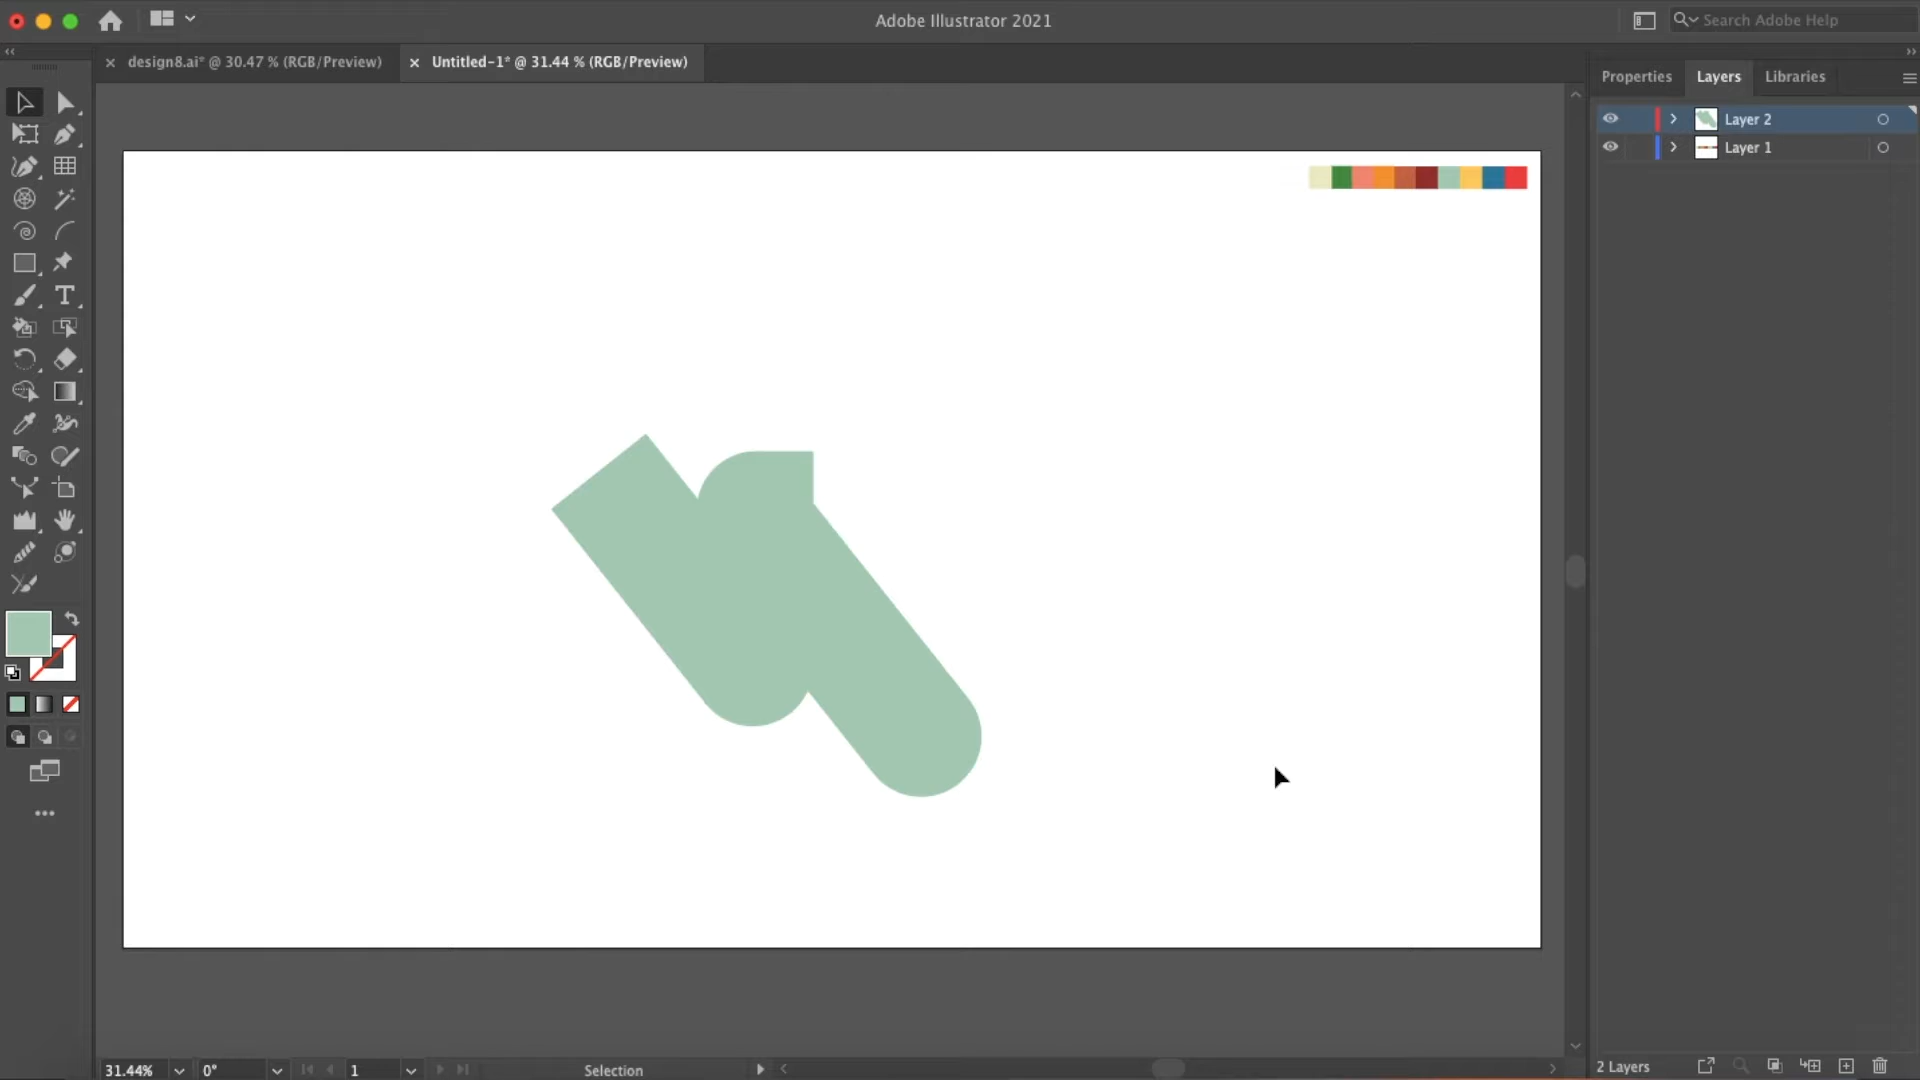 Adobe Illustrator 2021
Search Adobe Help
design8.ai* @ 30.47 % (RGB/Preview)
Untitled-1* @ 31.44 % (RGB/Preview)
Properties
Layers
Libraries
Layer 2
Layer 1
31.44%
0°
1
Selection
2 Layers